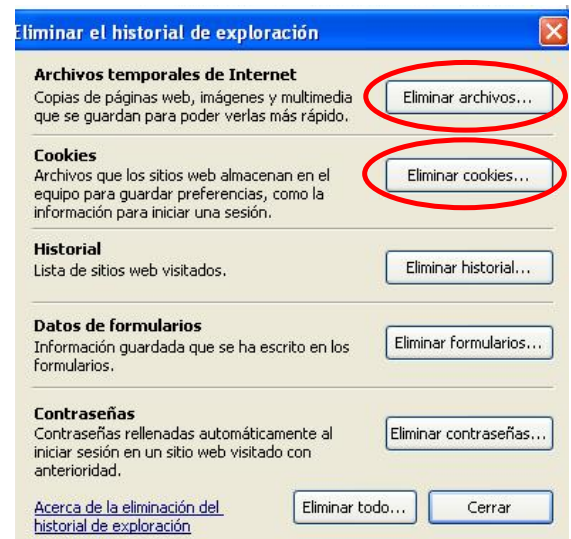 Eliminar el historial de exploración
Archivos temporales de Internet
Copias de páginas web, imágenes y multimedia
que se guardan para poder verlas más rápido.
Eliminar archivos...
Cookies
Archivos que los sitios web almacenan en el
equipo para guardar preferencias, como la
información para iniciar una sesión.
Eliminar cookies...
Historial
Lista de sitios web visitados.
Eliminar historial...
Datos de formularios
Información guardada que se ha escrito en los
formularios.
Eliminar formularios...
Contraseñas
Contraseñas rellenadas automáticamente al
iniciar sesión en un sitio web visitado con
anterioridad.
Eliminar contraseñas...
Acerca de la eliminación del
historial de exploración
Eliminar todo...
Cerrar